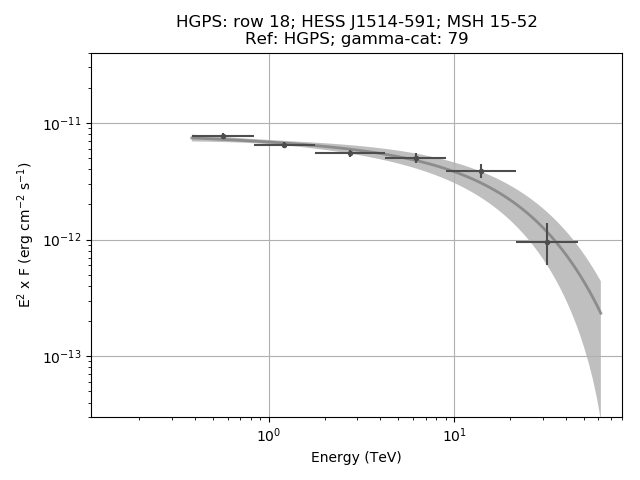 HGPS: row 18; HESS J1514-591; MSH 15-52
Ref: HGPS; gamma-cat: 79
E² x F (erg cm⁻² s⁻¹)
10⁻¹¹
10⁻¹²
10⁻¹³
10⁰ 10¹
Energy (TeV)